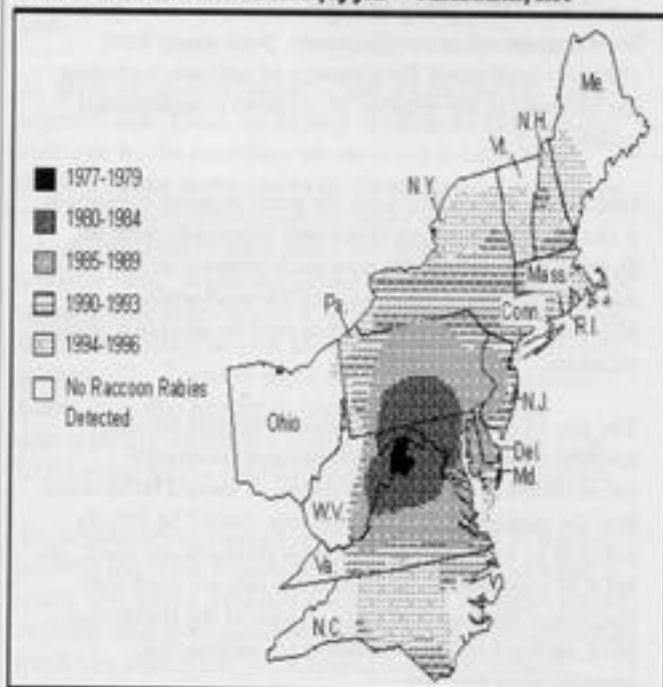 Me.
N.H.
Vt.
N.Y.
1977-1979
1980-1984
1985-1989
1990-1993
1994-1996
No Raccoon Rabies
Detected
Mass.
Conn.
R.I.
Pa.
N.J.
Ohio
Del.
Md.
W.V.
Va.
N.C.